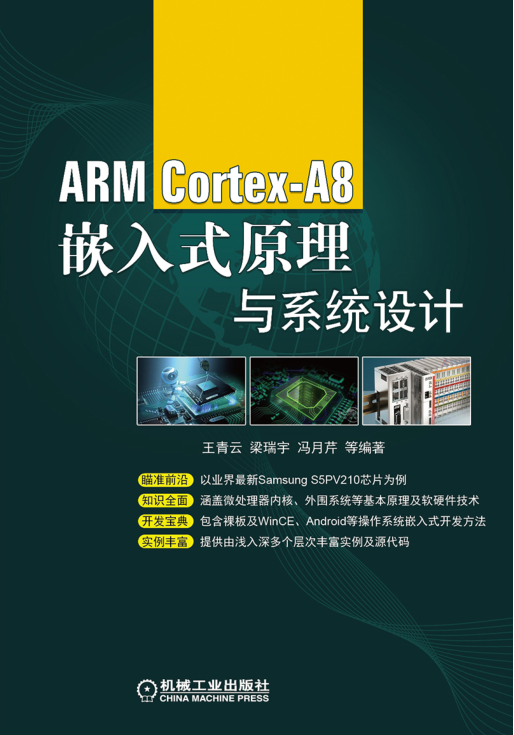 ARM Cortex-A8
嵌入式原理
与系统设计
王青云 梁瑞宇 冯月芹 等编著
瞄准前沿 以业界最新Samsung S5PV210芯片为例
知识全面 涵盖微处理器内核、外围系统等基本原理及软硬件技术
开发宝典 包含裸板及WinCE、Android等操作系统嵌入式开发方法
实例丰富 提供由浅入深多个层次丰富实例及源代码
机械工业出版社
CHINA MACHINE PRESS